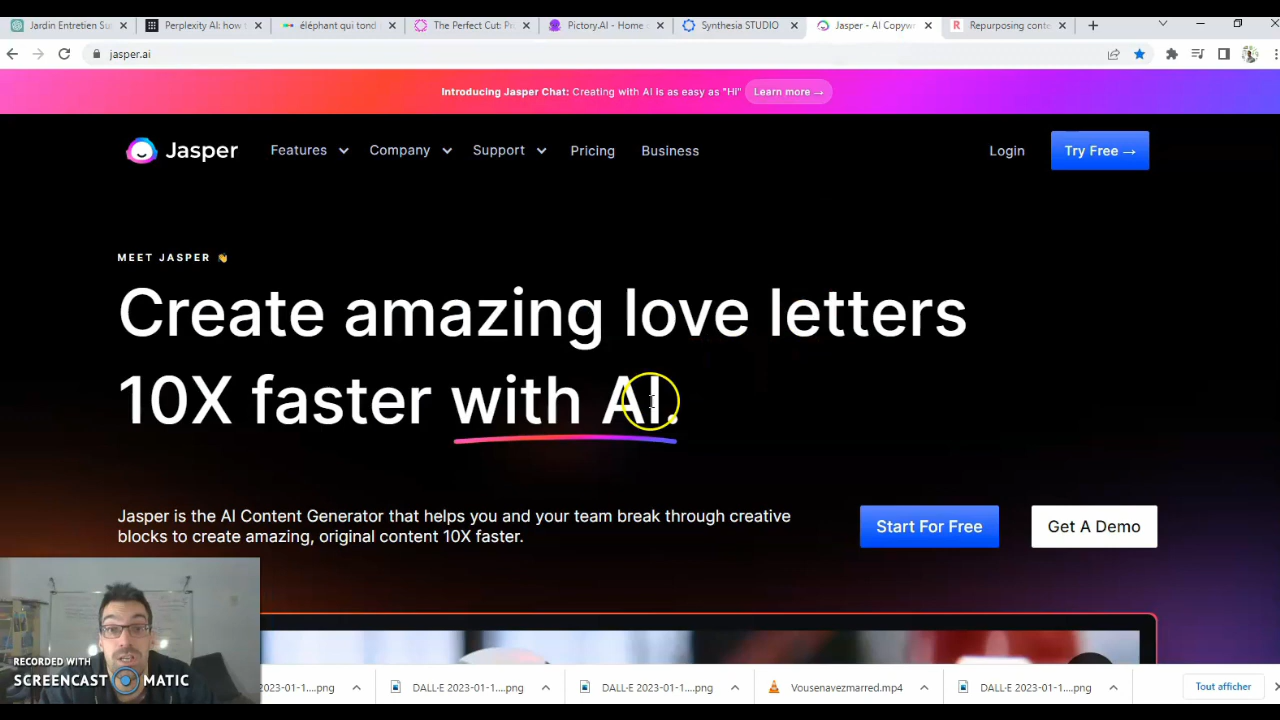 Jardin Entretien Su
Perplexity AI: how t
éléphant qui tond
The Perfect Cut: Pr
Pictory.AI - Home
Synthesia STUDIO
Jasper - AI Copywr
Repurposing conte
jasper.ai
Introducing Jasper Chat: Creating with AI is as easy as "Hi" Learn more →
Jasper
Features
Company
Support
Pricing
Business
Login
Try Free →
MEET JASPER 👋
Create amazing love letters
10X faster with AI.
Jasper is the AI Content Generator that helps you and your team break through creative
blocks to create amazing, original content 10X faster.
Start For Free
Get A Demo
RECORDED WITH
SCREENCAST MATIC
2023-01-1....png
DALL·E 2023-01-1....png
DALL·E 2023-01-1....png
Vousenavezmarred.mp4
DALL·E 2023-01-1....png
Tout afficher